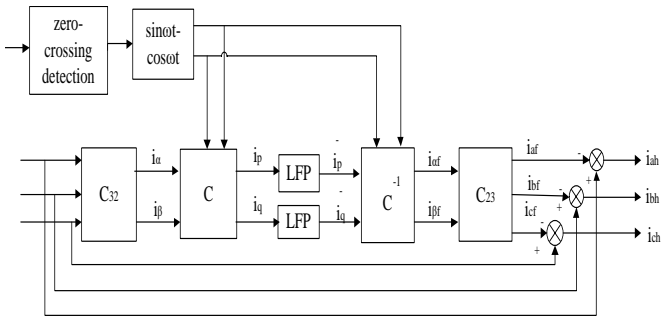 zero-
crossing
detection
sinωt-
cosωt
C32
iα
iβ
C
ip
iq
LFP
LFP
-
ip
-
iq
C-1
iαf
iβf
C23
iaf
ibf
icf
-
+
-
+
-
+
iah
ibh
ich